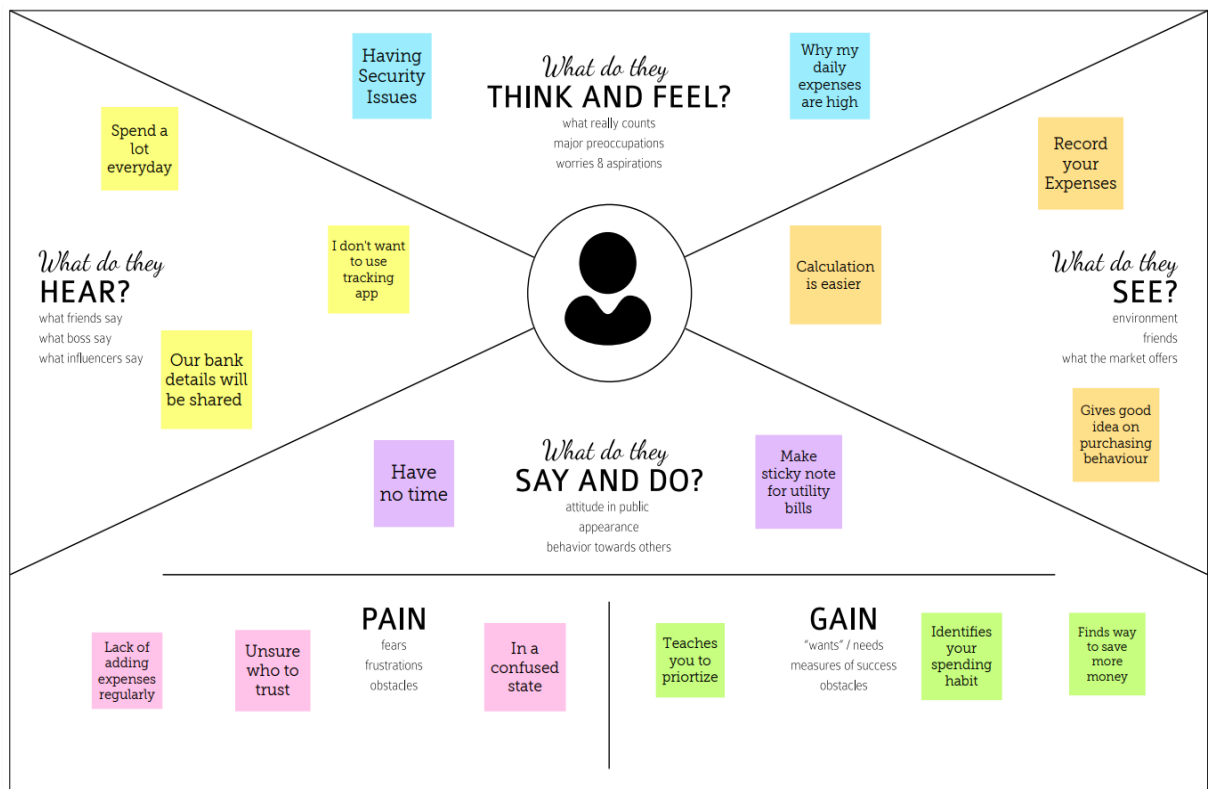 Having
Security
Issues
What do they
THINK AND FEEL?
what really counts
major preoccupations
worries & aspirations
Why my
daily
expenses
are high
Spend a
lot
everyday
I don't want
to use
tracking
app
What do they
HEAR?
what friends say
what boss say
what influencers say
Our bank
details will
be shared
Record
your
Expenses
Calculation
is easier
What do they
SEE?
environment
friends
what the market offers
Gives good
idea on
purchasing
behaviour
Have
no time
What do they
SAY AND DO?
attitude in public
appearance
behavior towards others
Make
sticky note
for utility
bills
PAIN
fears
frustrations
obstacles
Lack of
adding
expenses
regularly
Unsure
who to
trust
In a
confused
state
GAIN
"wants" / needs
measures of success
obstacles
Teaches
you to
priortize
Identifies
your
spending
habit
Finds way
to save
more
money